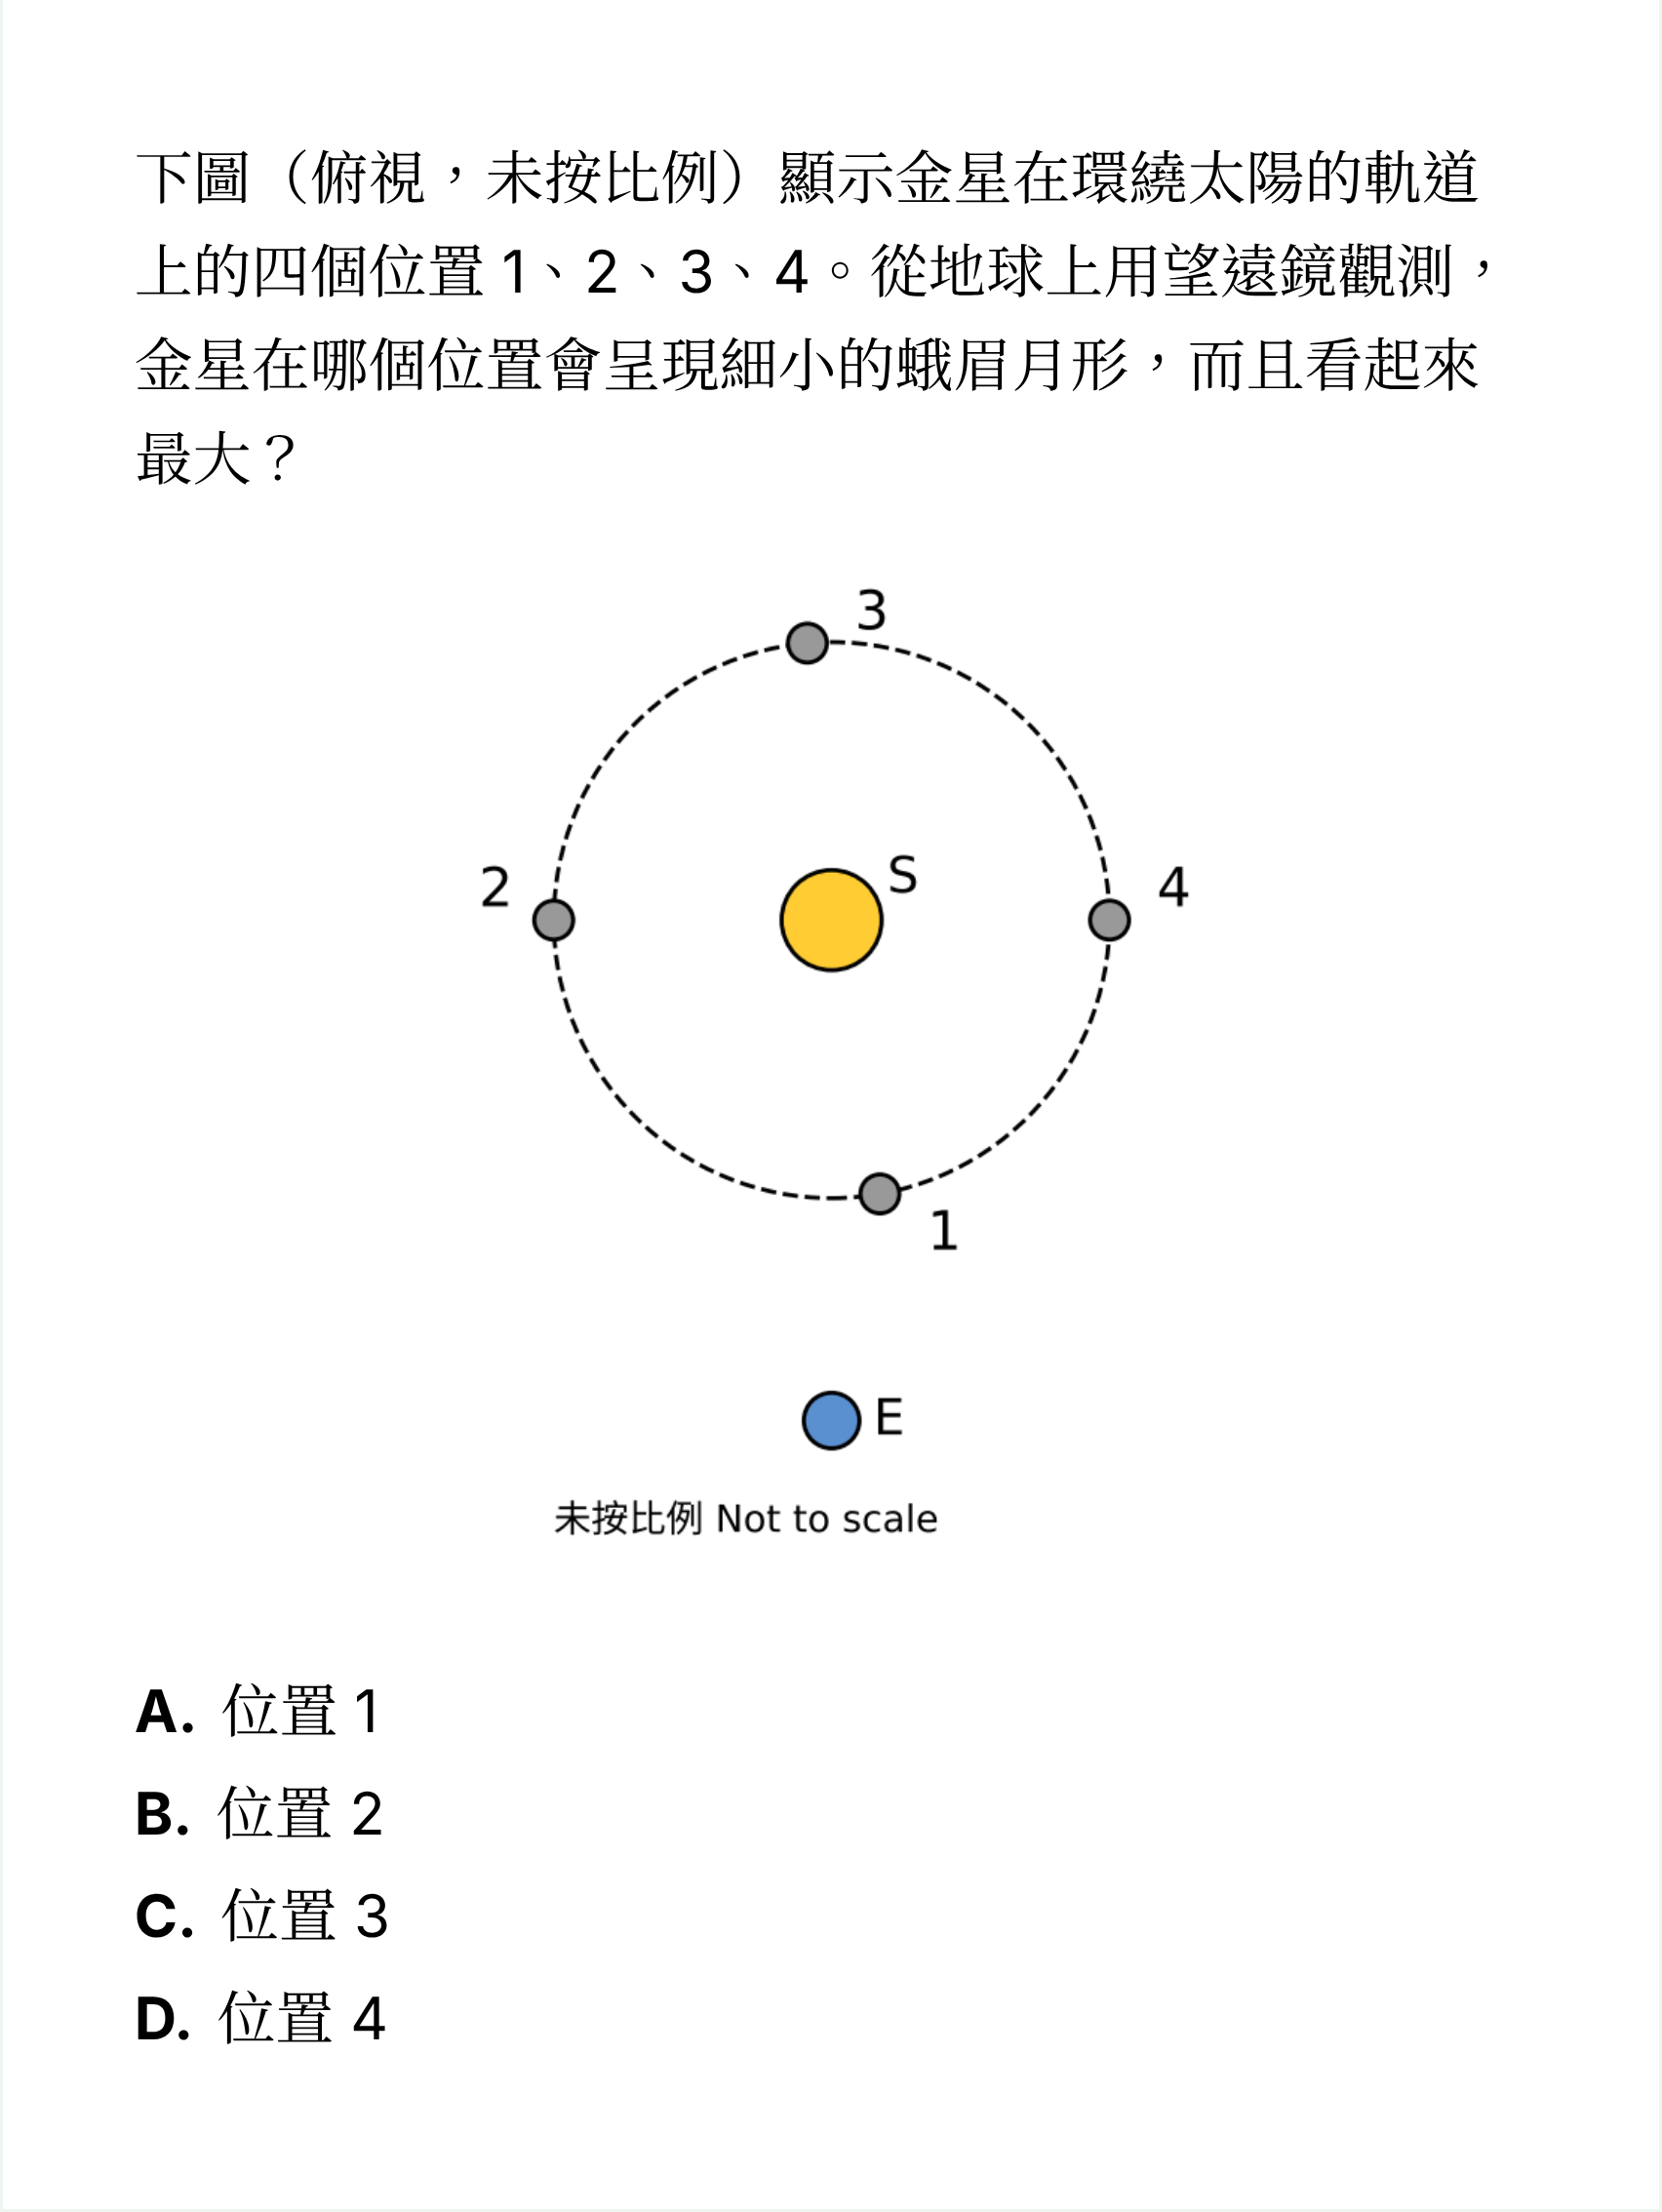 下圖（俯視，未按比例）顯示金星在環繞太陽的軌道
上的四個位置 1、2、3、4。從地球上用望遠鏡觀測，
金星在哪個位置會呈現細小的蛾眉月形，而且看起來
最大？
3
2
S
4
1
E
未按比例 Not to scale
A. 位置 1
B. 位置 2
C. 位置 3
D. 位置 4